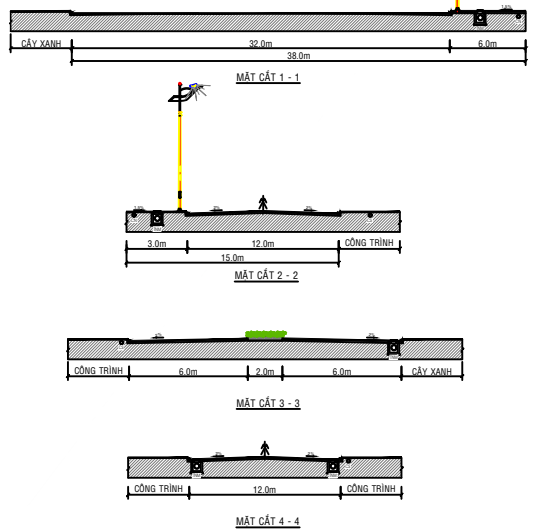 CÂY XANH 32.0m 6.0m
38.0m
MẶT CẮT 1 - 1
3.0m 12.0m CÔNG TRÌNH
15.0m
MẶT CẮT 2 - 2
CÔNG TRÌNH 6.0m 2.0m 6.0m CÂY XANH
MẶT CẮT 3 - 3
CÔNG TRÌNH 12.0m CÔNG TRÌNH
MẶT CẮT 4 - 4